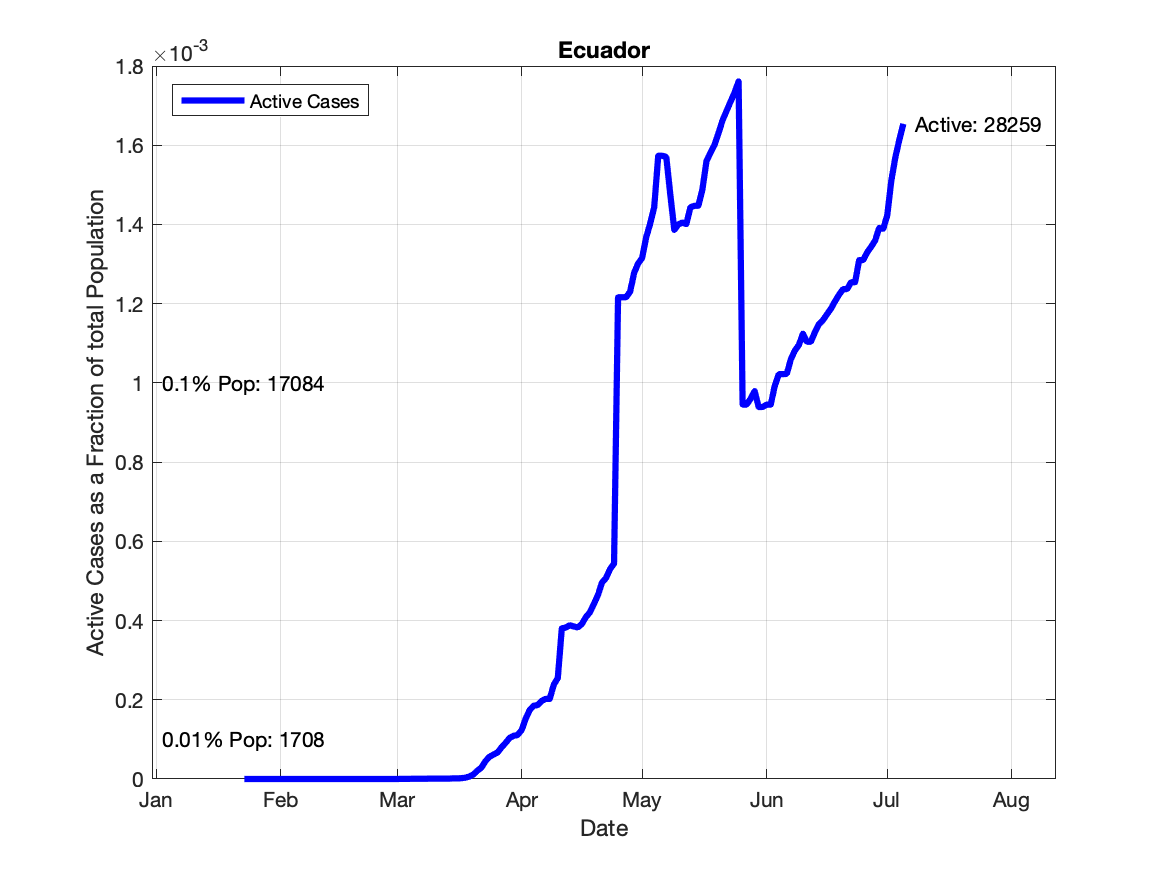 Ecuador
×10-3
Active Cases
Active: 28259
0.1% Pop: 17084
0.01% Pop: 1708
1.8
1.6
1.4
1.2
1
0.8
0.6
0.4
0.2
0
Active Cases as a Fraction of total Population
Jan Feb Mar Apr May Jun Jul Aug
Date